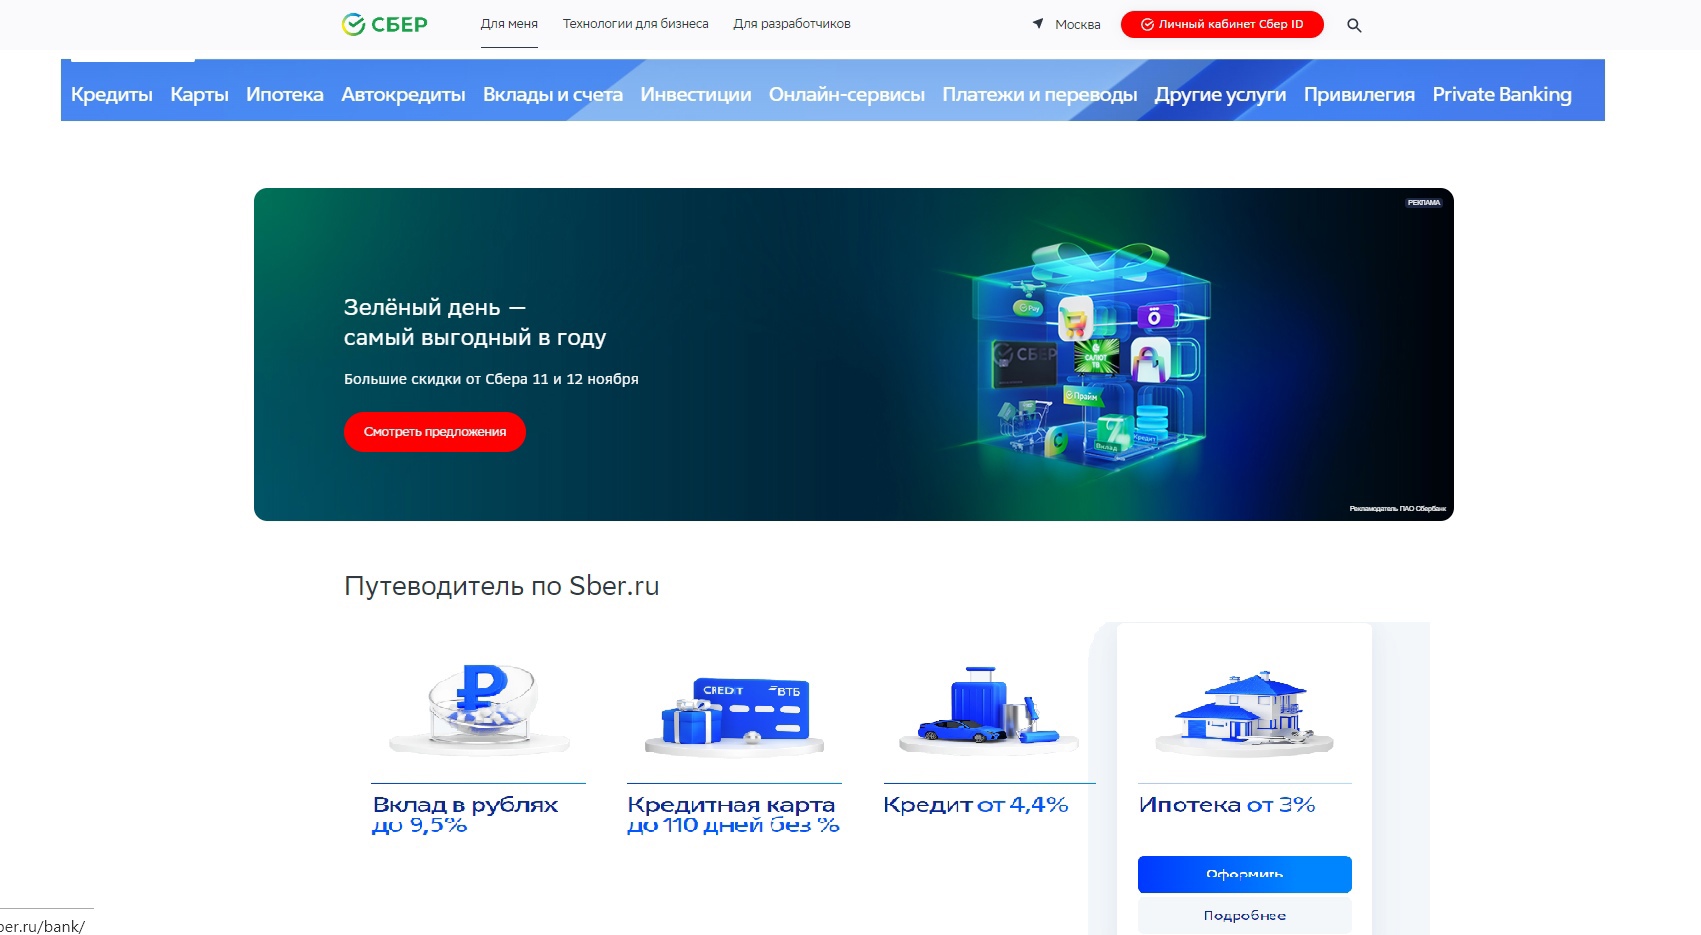 СБЕР
Для меня
Технологии для бизнеса
Для разработчиков
Москва
Личный кабинет Сбер ID
Кредиты Карты Ипотека Автокредиты Вклады и счета Инвестиции Онлайн-сервисы Платежи и переводы Другие услуги Привилегия Private Banking
РЕКЛАМА
Зелёный день —
самый выгодный в году
Большие скидки от Сбера 11 и 12 ноября
Смотреть предложения
Pay
СБЕР
САЛЮТ
ТВ
Прайм
Вклад
Кредит
Рекламодатель ПАО Сбербанк
Путеводитель по Sber.ru
CREDIT
ВТБ
Вклад в рублях
до 9,5%
Кредитная карта
до 110 дней без %
Кредит от 4,4%
Ипотека от 3%
Оформить
Подробнее
ber.ru/bank/